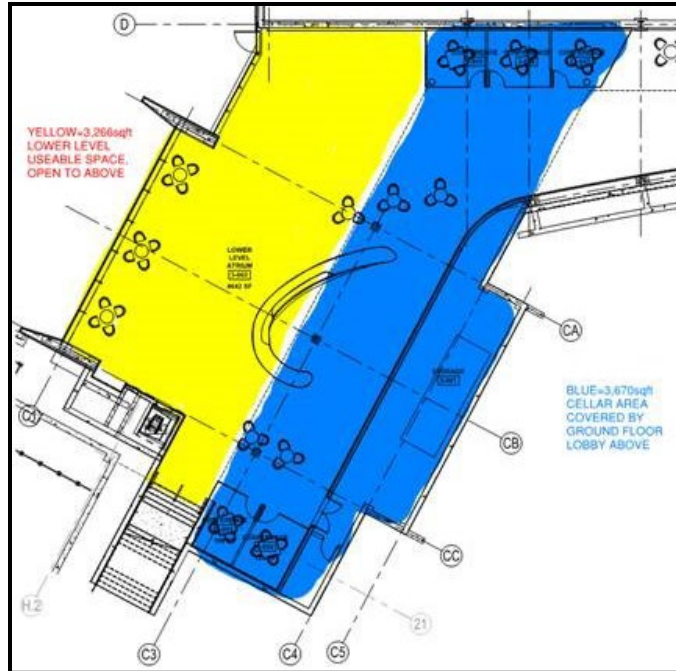 D
YELLOW=3,266sqft
LOWER LEVEL
USEABLE SPACE,
OPEN TO ABOVE
LOWER
LEVEL
ATRIUM
CA
BLUE=3,670sqft
CELLAR AREA
COVERED BY
GROUND FLOOR
LOBBY ABOVE
STORAGE
CB
CC
H.2
21
C3
C4
C5